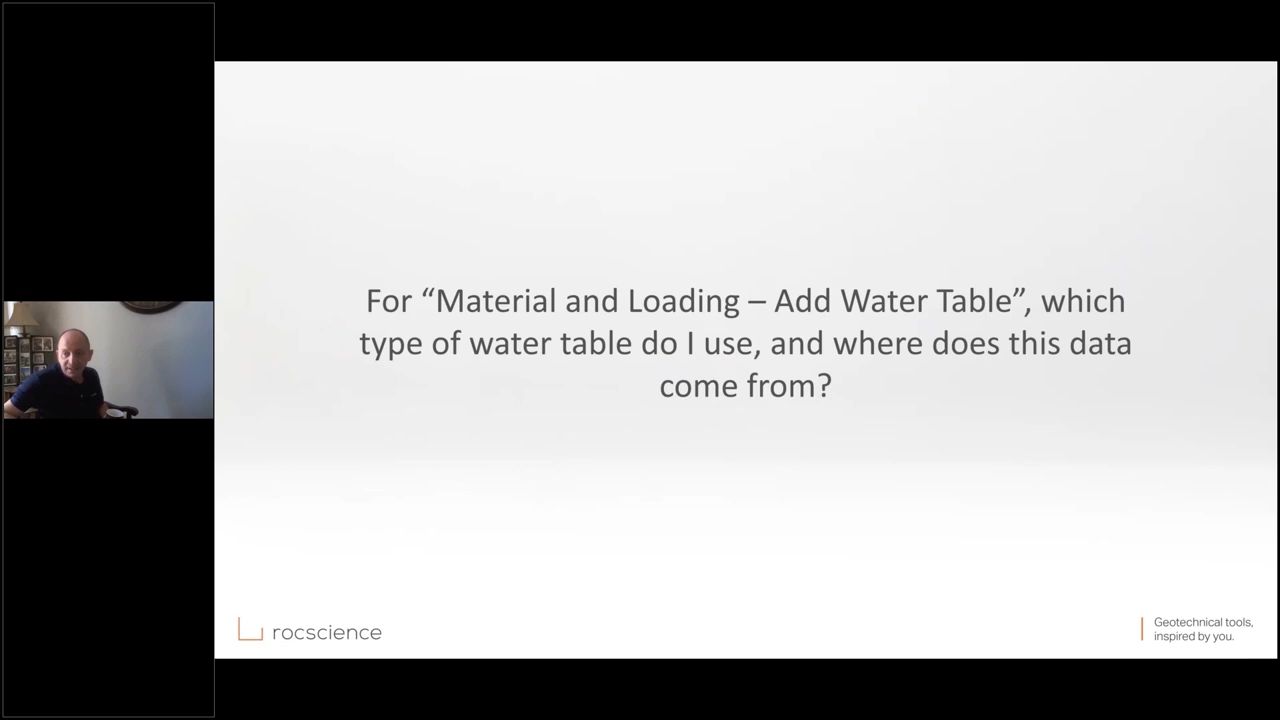 For “Material and Loading – Add Water Table”, which
type of water table do I use, and where does this data
come from?
rocscience
Geotechnical tools,
inspired by you.